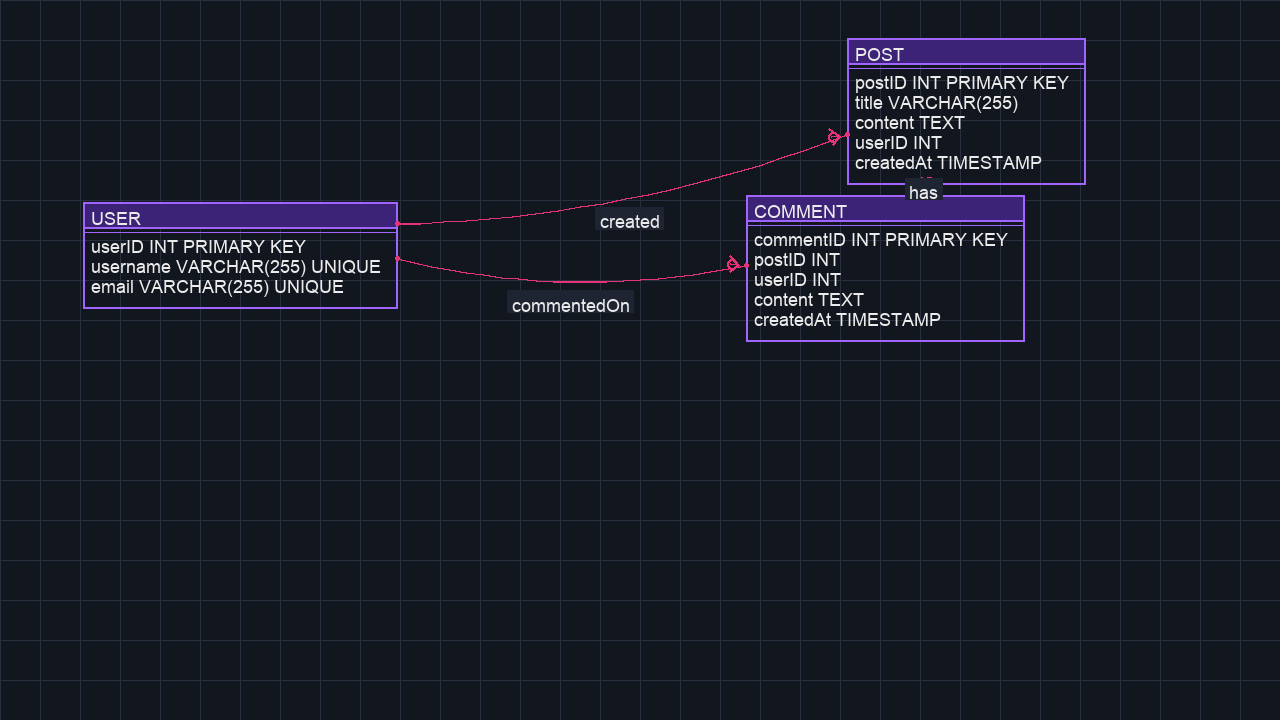 POST
postID INT PRIMARY KEY
title VARCHAR(255)
content TEXT
userID INT
createdAt TIMESTAMP
has
USER
userID INT PRIMARY KEY
username VARCHAR(255) UNIQUE
email VARCHAR(255) UNIQUE
created
commentedOn
COMMENT
commentID INT PRIMARY KEY
postID INT
userID INT
content TEXT
createdAt TIMESTAMP